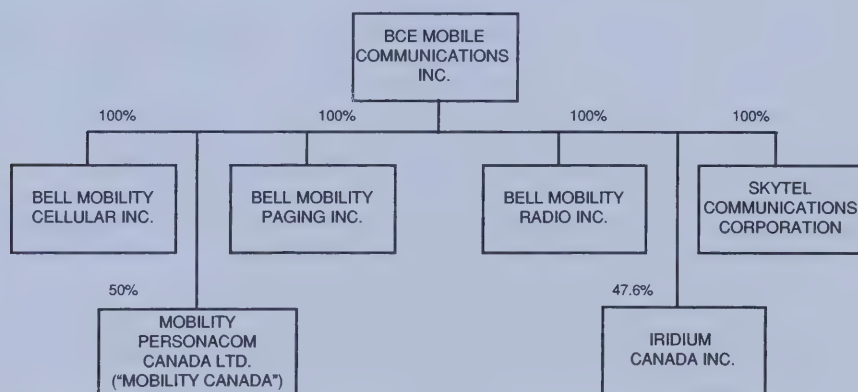 BCE MOBILE
COMMUNICATIONS
INC.
100%
100%
100%
100%
BELL MOBILITY
CELLULAR INC.
BELL MOBILITY
PAGING INC.
BELL MOBILITY
RADIO INC.
SKYTEL
COMMUNICATIONS
CORPORATION
50%
47.6%
MOBILITY
PERSONACOM
CANADA LTD.
("MOBILITY CANADA")
IRIDIUM
CANADA INC.